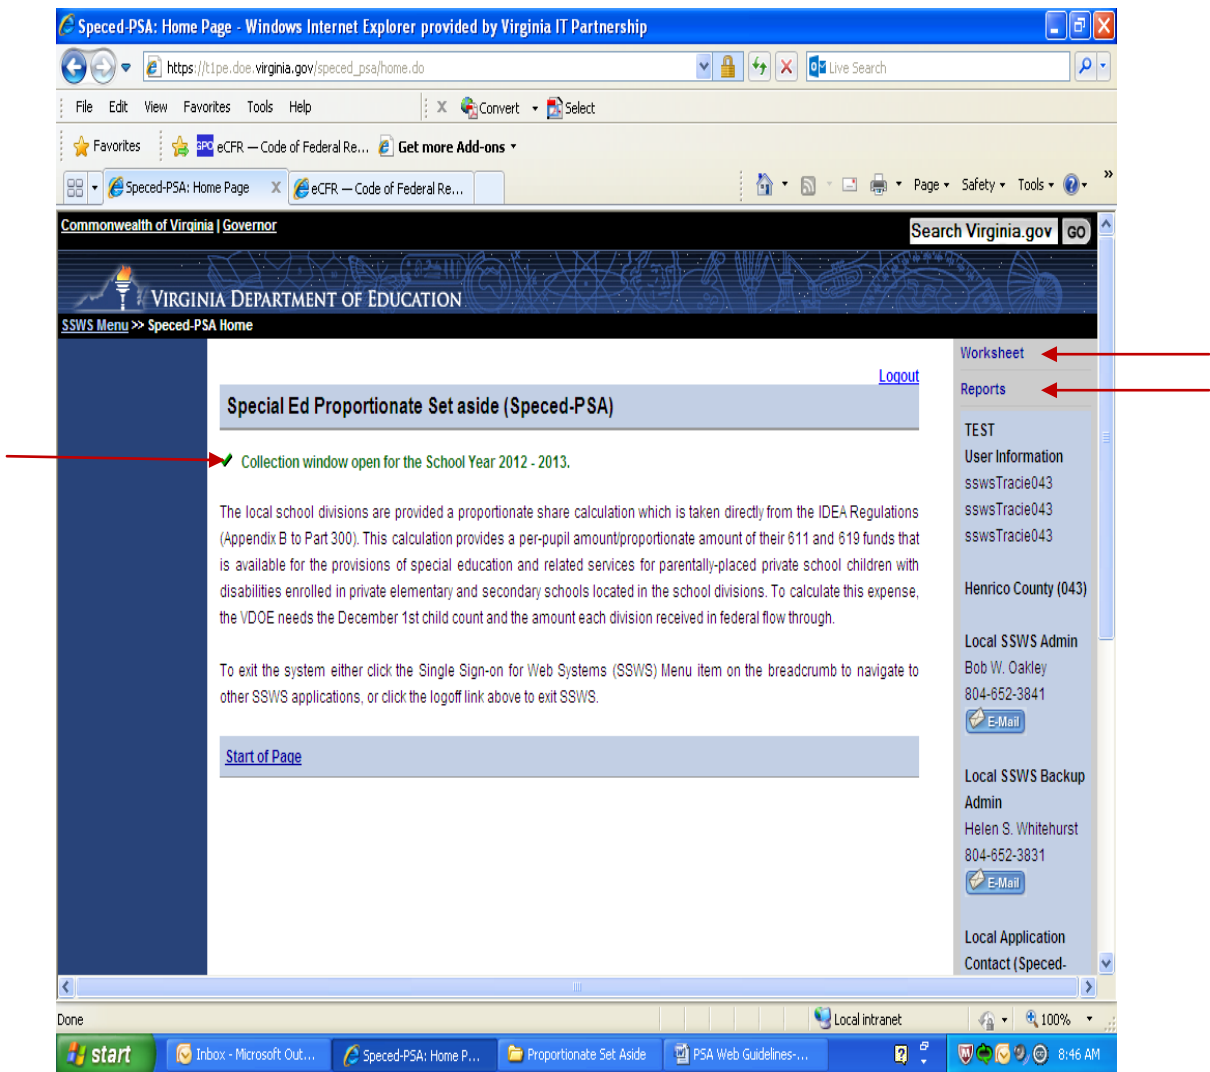 Speced-PSA: Home Page - Windows Internet Explorer provided by Virginia IT Partnership
https://t1pe.doe.virginia.gov/speced_psa/home.do
Live Search
File Edit View Favorites Tools Help
X Convert Select
Favorites
GPO eCFR — Code of Federal Re... Get more Add-ons
Speced-PSA: Home Page X
eCFR — Code of Federal Re...
Page Safety Tools »
Commonwealth of Virginia | Governor
Search Virginia.gov GO
VIRGINIA DEPARTMENT OF EDUCATION
SSWS Menu >> Speced-PSA Home
Logout
Special Ed Proportionate Set aside (Speced-PSA)
Collection window open for the School Year 2012 - 2013.
The local school divisions are provided a proportionate share calculation which is taken directly from the IDEA Regulations
(Appendix B to Part 300). This calculation provides a per-pupil amount/proportionate amount of their 611 and 619 funds that
is available for the provisions of special education and related services for parentally-placed private school children with
disabilities enrolled in private elementary and secondary schools located in the school divisions. To calculate this expense,
the VDOE needs the December 1st child count and the amount each division received in federal flow through.
To exit the system either click the Single Sign-on for Web Systems (SSWS) Menu item on the breadcrumb to navigate to
other SSWS applications, or click the logoff link above to exit SSWS.
Start of Page
Worksheet
Reports
TEST
User Information
sswsTracie043
sswsTracie043
sswsTracie043
Henrico County (043)
Local SSWS Admin
Bob W. Oakley
804-652-3841
E-Mail
Local SSWS Backup
Admin
Helen S. Whitehurst
804-652-3831
E-Mail
Local Application
Contact (Speced-
Done
Local intranet
100%
start
Inbox - Microsoft Out...
Speced-PSA: Home P...
Proportionate Set Aside
PSA Web Guidelines-...
8:46 AM